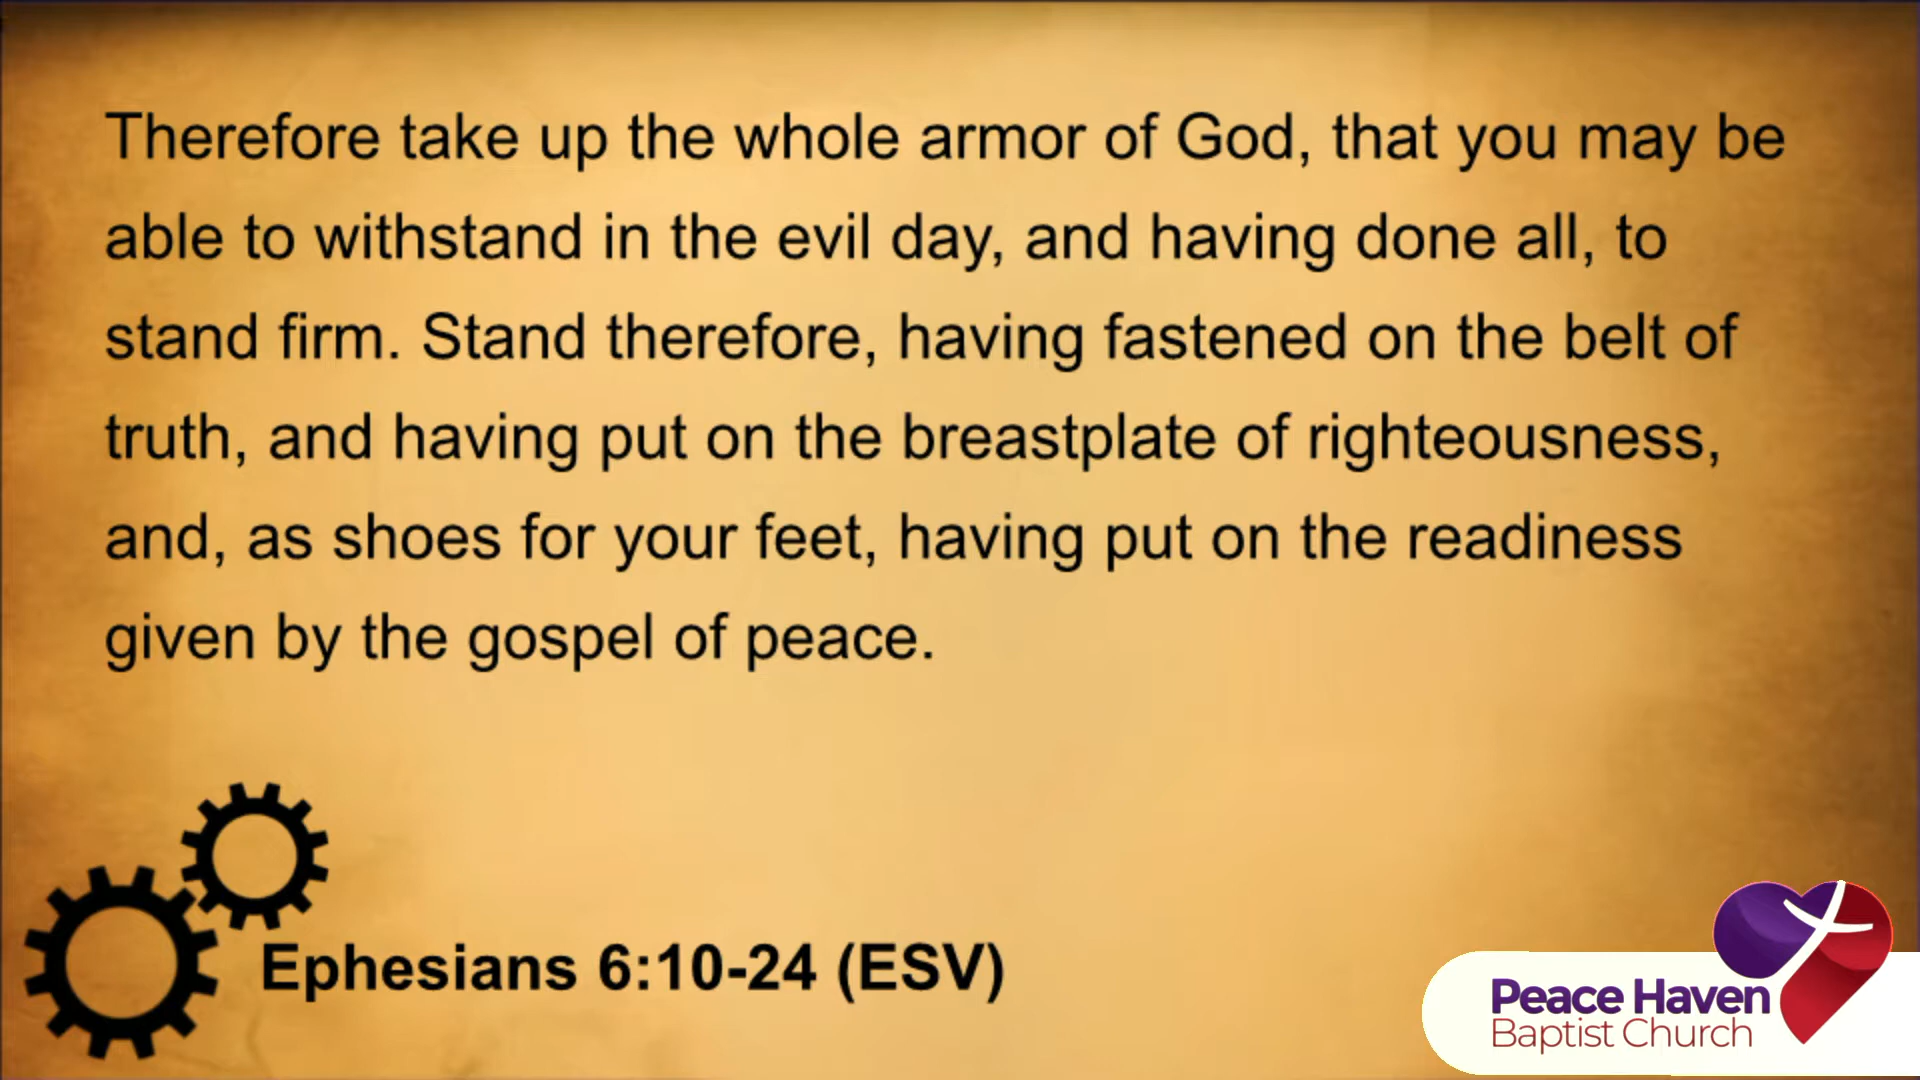 Therefore take up the whole armor of God, that you may be
able to withstand in the evil day, and having done all, to
stand firm. Stand therefore, having fastened on the belt of
truth, and having put on the breastplate of righteousness,
and, as shoes for your feet, having put on the readiness
given by the gospel of peace.
Ephesians 6:10-24 (ESV)
Peace Haven
Baptist Church